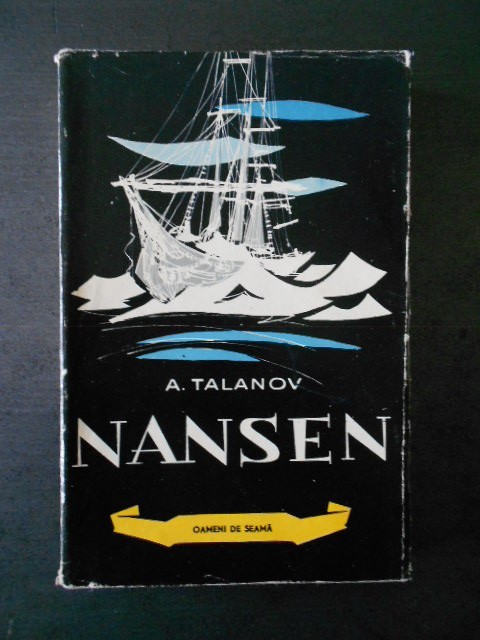 A. TALANOV
NANSEN
OAMENI DE SEAMĂ